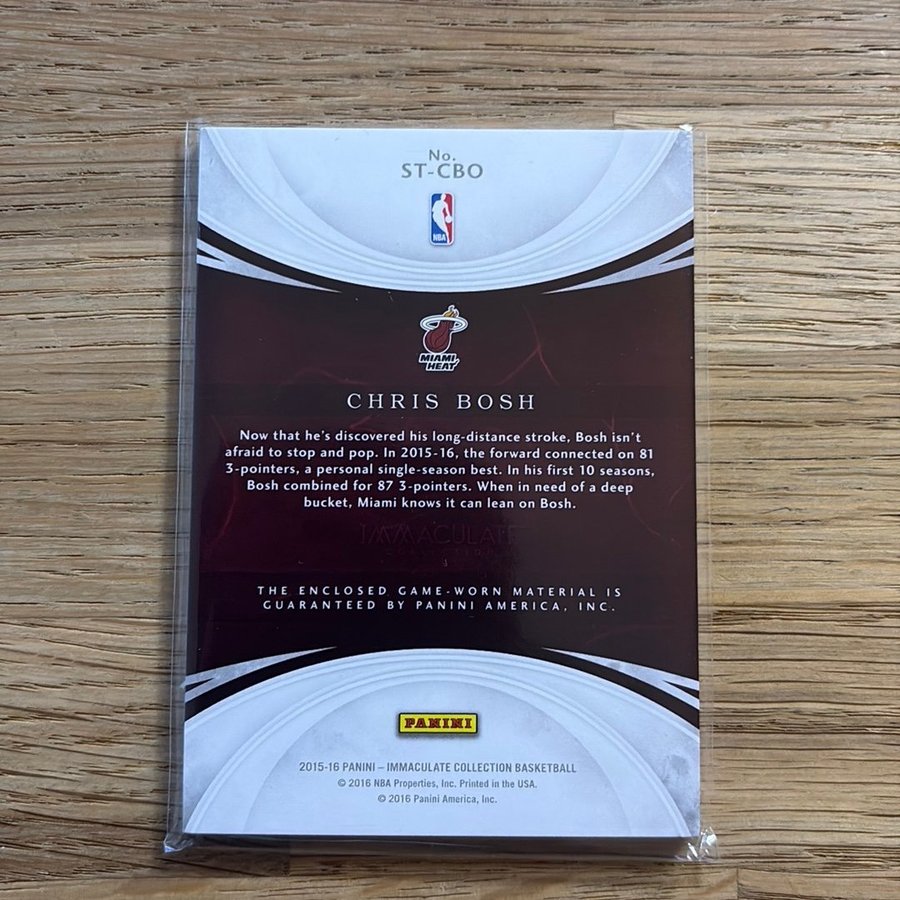 No.
ST-CBO
NBA
MIAMI
HEAT
CHRIS BOSH
Now that he's discovered his long-distance stroke, Bosh isn't
afraid to stop and pop. In 2015-16, the forward connected on 81
3-pointers, a personal single-season best. In his first 10 seasons,
Bosh combined for 87 3-pointers. When in need of a deep
bucket, Miami knows it can lean on Bosh.
IMMACULATE
COLLECTION
THE ENCLOSED GAME-WORN MATERIAL IS
GUARANTEED BY PANINI AMERICA, INC.
PANINI
2015-16 PANINI – IMMACULATE COLLECTION BASKETBALL
© 2016 NBA Properties, Inc. Printed in the USA.
© 2016 Panini America, Inc.